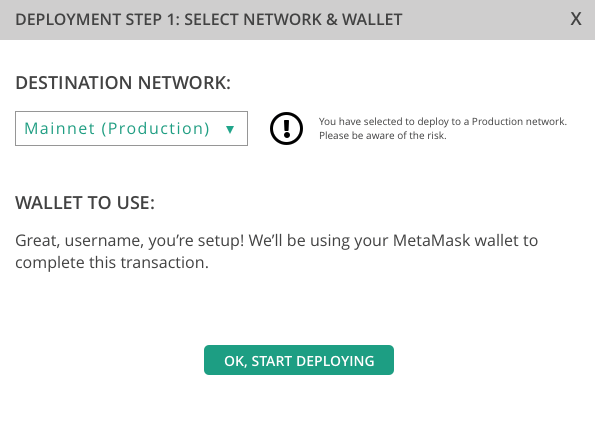 DEPLOYMENT STEP 1: SELECT NETWORK & WALLET X
DESTINATION NETWORK:
Mainnet (Production) ▼
You have selected to deploy to a Production network.
Please be aware of the risk.
WALLET TO USE:
Great, username, you’re setup! We’ll be using your MetaMask wallet to
complete this transaction.
OK, START DEPLOYING